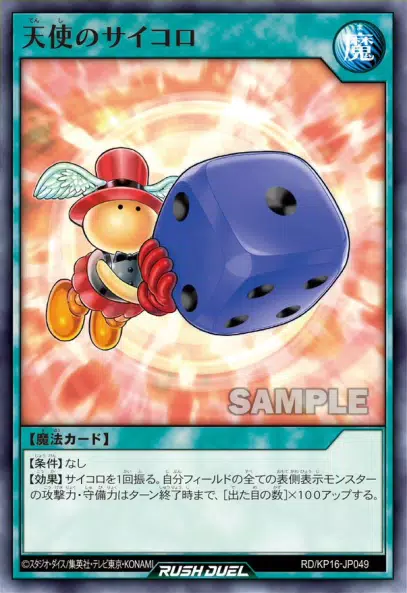 天使のサイコロ
魔
SAMPLE
【魔法カード】
【条件】なし
【効果】サイコロを1回振る。自分フィールドの全ての表側表示モンスター
の攻撃力・守備力はターン終了時まで、[出た目の数]×100アップする。
©スタジオ・ダイス/集英社・テレビ東京・KONAMI
RUSH DUEL
RD/KP16-JP049